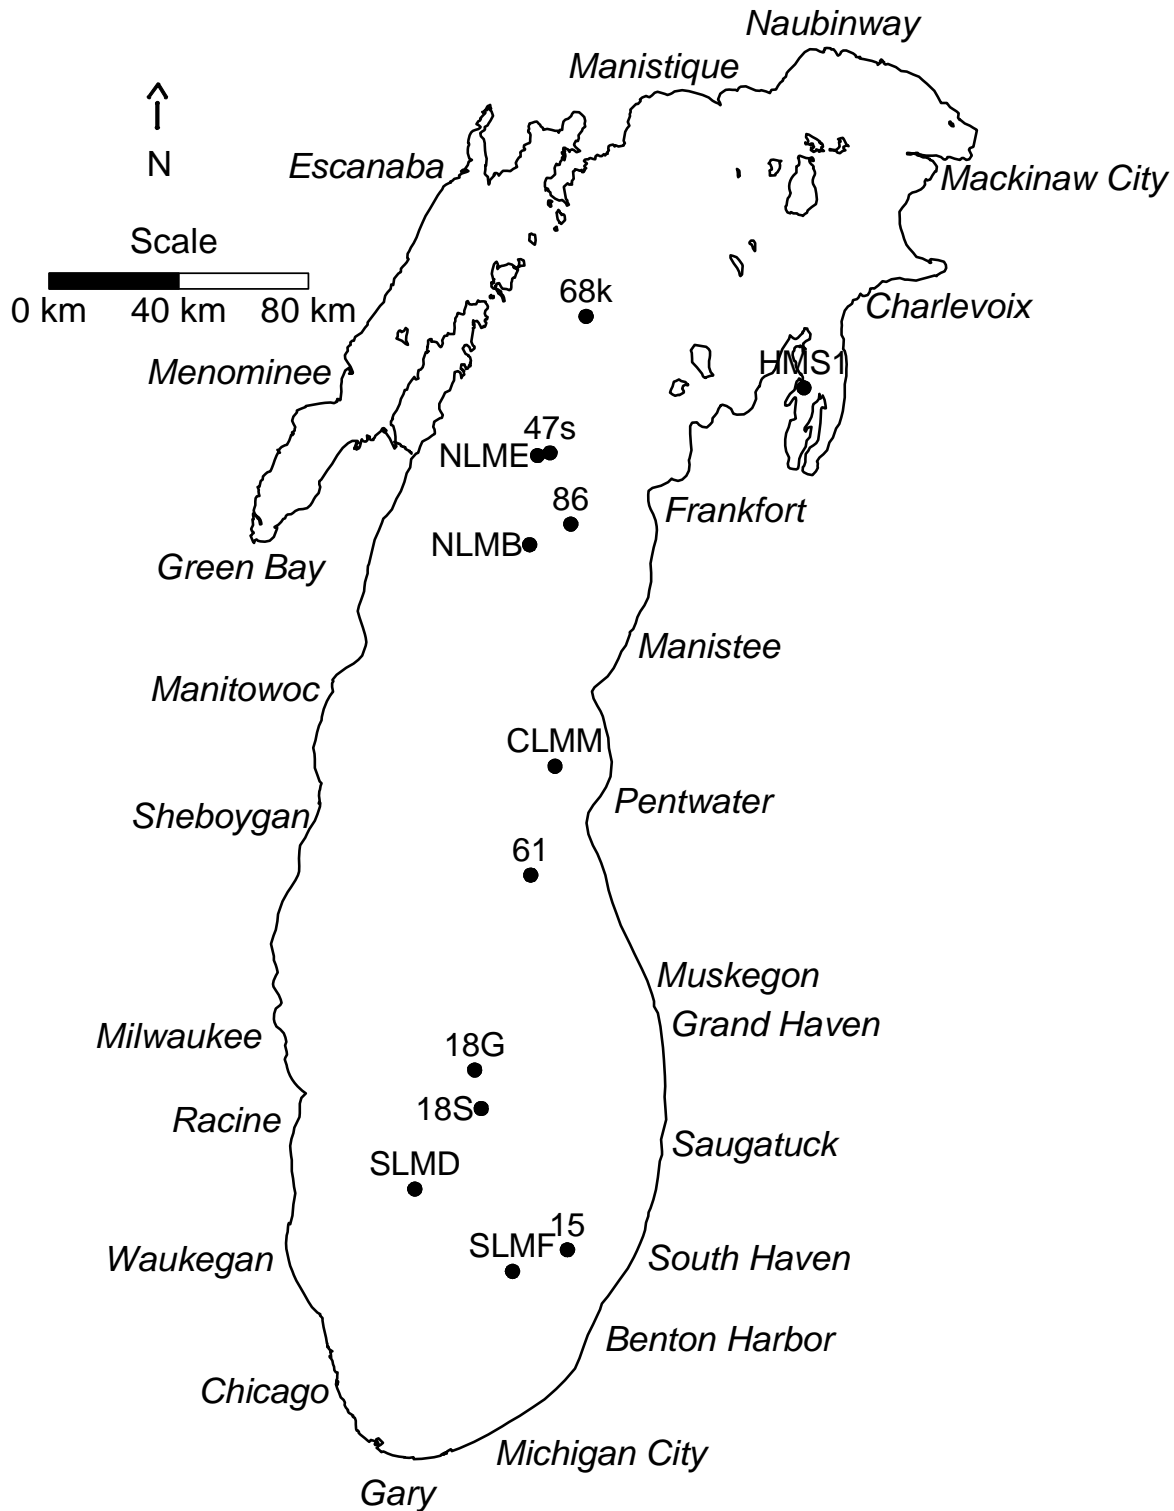 Naubinway
Manistique
N
Escanaba
Mackinaw City
Scale
0 km 40 km 80 km
68k
Charlevoix
HMS1
Menominee
47s
NLME
86
Frankfort
NLMB
Green Bay
Manistee
Manitowoc
CLMM
Pentwater
Sheboygan
61
Muskegon
Grand Haven
Milwaukee
18G
18S
Racine
Saugatuck
SLMD
15
SLMF
Waukegan
South Haven
Benton Harbor
Chicago
Michigan City
Gary